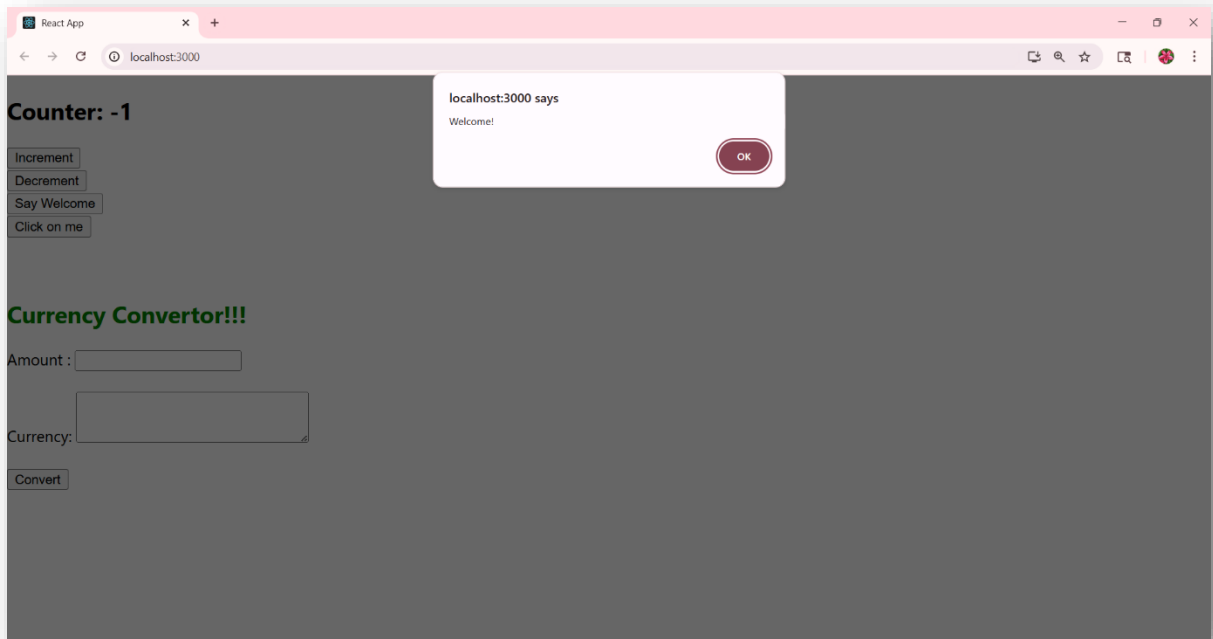 React App
localhost:3000
localhost:3000 says
Welcome!
OK
Counter: -1
Increment
Decrement
Say Welcome
Click on me
Currency Convertor!!!
Amount :
Currency:
Convert